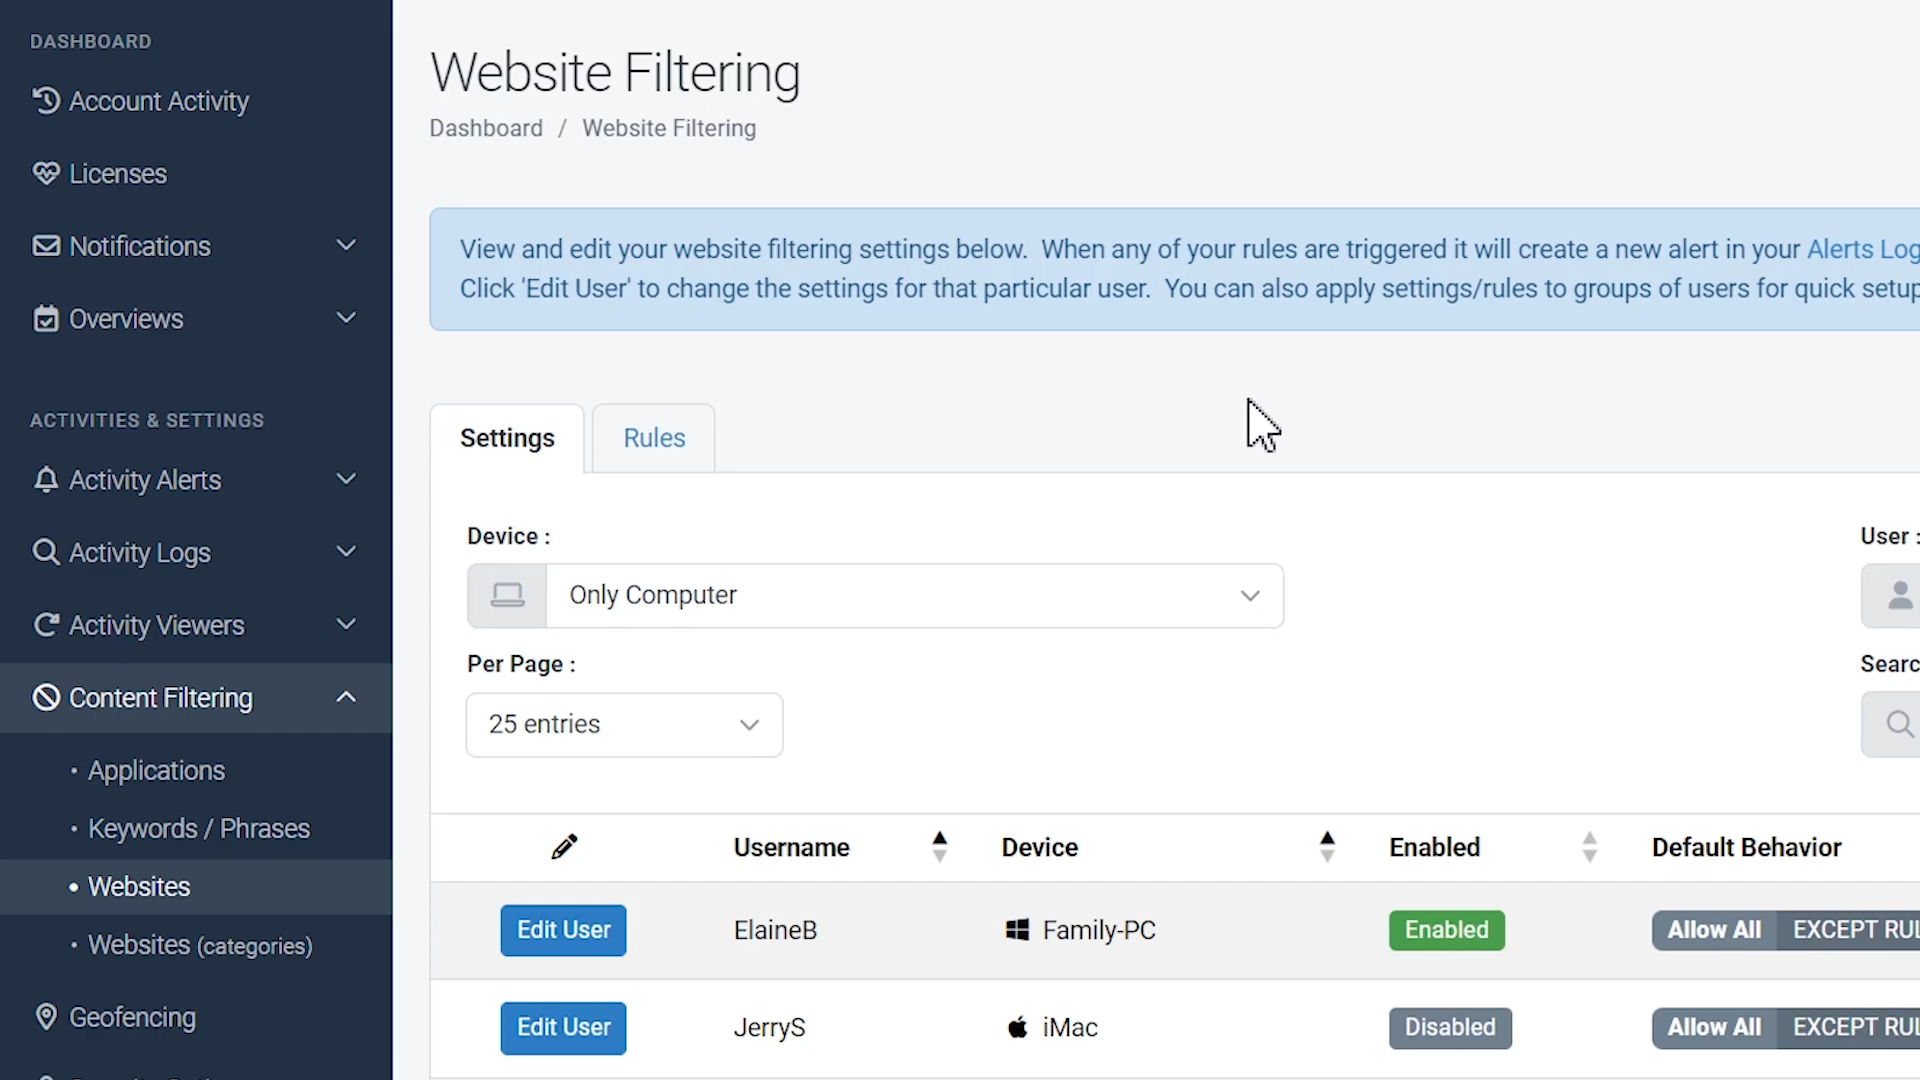 DASHBOARD
Account Activity
Licenses
Notifications
Overviews
ACTIVITIES & SETTINGS
Activity Alerts
Activity Logs
Activity Viewers
Content Filtering
• Applications
• Keywords / Phrases
• Websites
• Websites (categories)
Geofencing
Website Filtering
Dashboard / Website Filtering
View and edit your website filtering settings below. When any of your rules are triggered it will create a new alert in your Alerts Log
Click 'Edit User' to change the settings for that particular user. You can also apply settings/rules to groups of users for quick setup
Settings Rules
Device : User :
Only Computer
Per Page : Searc
25 entries
Username Device Enabled Default Behavior
Edit User ElaineB Family-PC Enabled Allow All EXCEPT RUL
Edit User JerryS iMac Disabled Allow All EXCEPT RUL